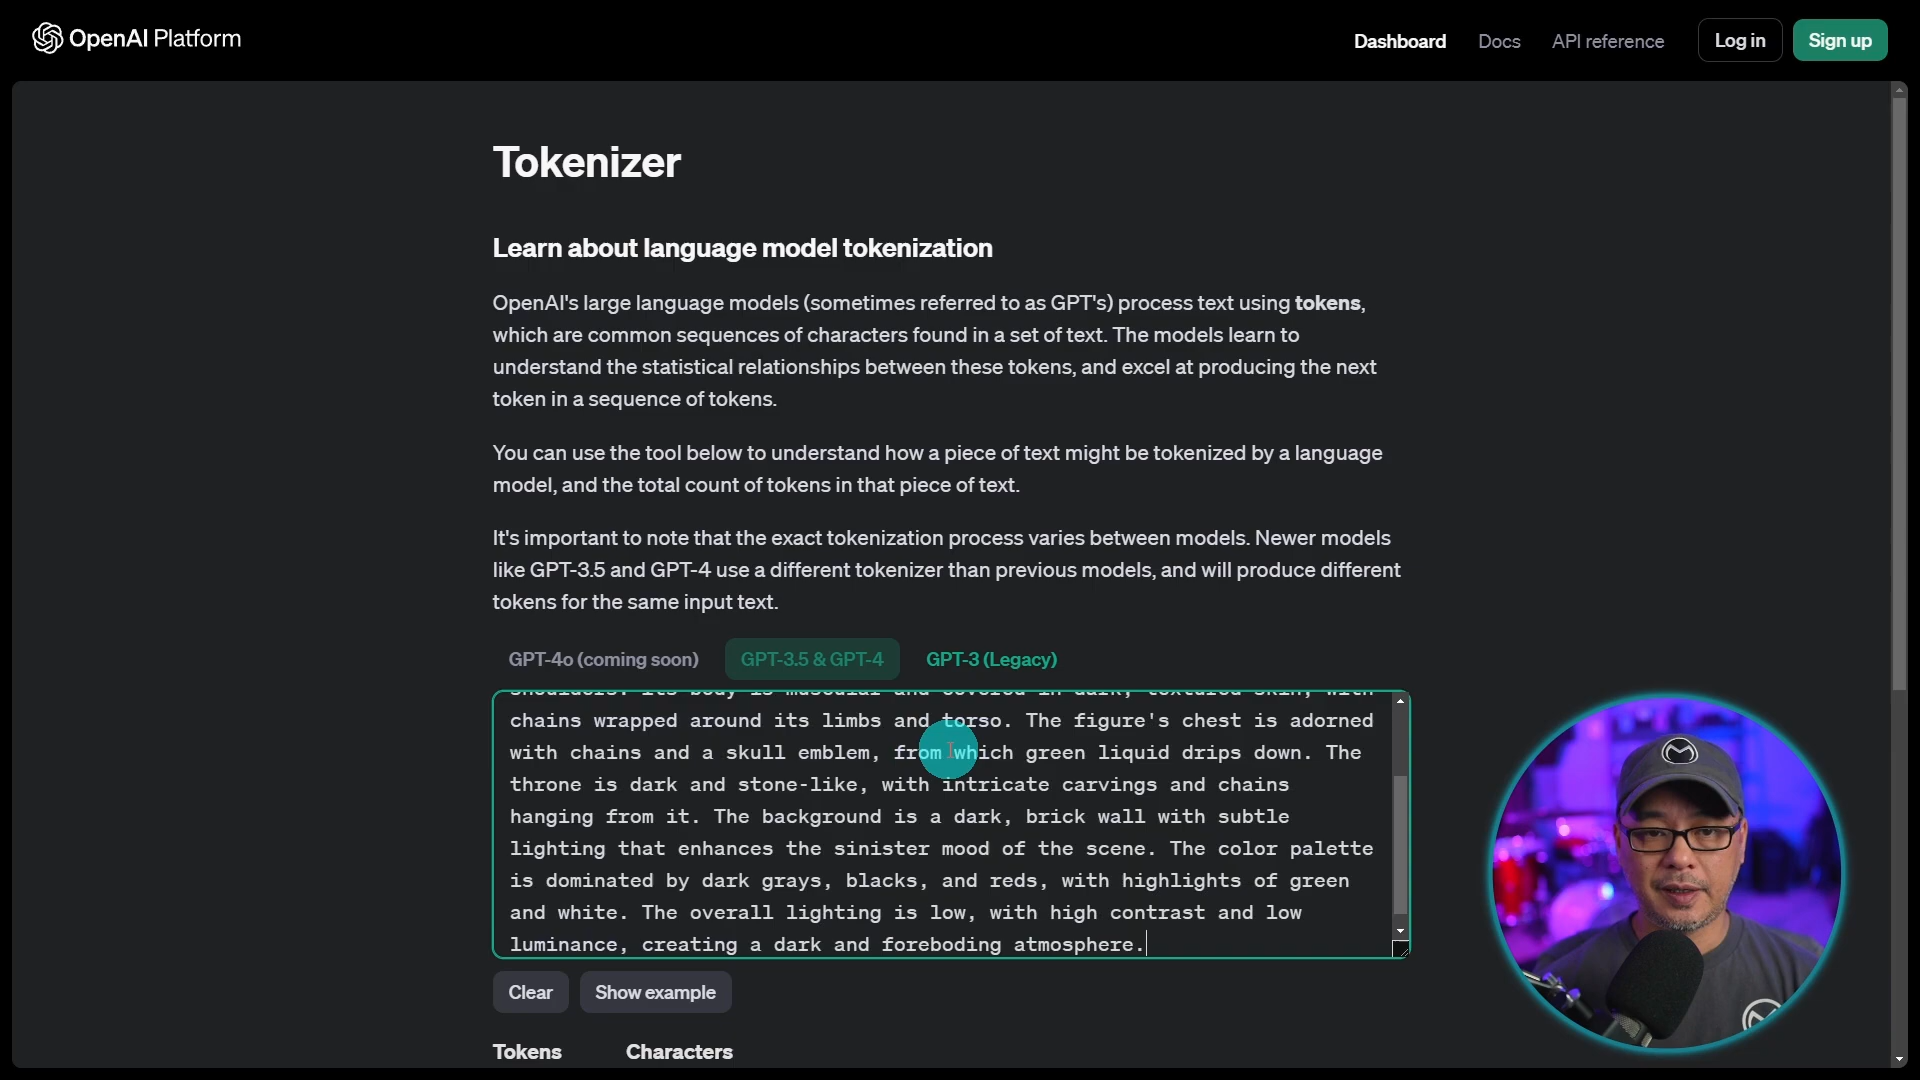 OpenAI Platform
Dashboard
Docs
API reference
Log in
Sign up
Tokenizer
Learn about language model tokenization
OpenAI's large language models (sometimes referred to as GPT's) process text using tokens,
which are common sequences of characters found in a set of text. The models learn to
understand the statistical relationships between these tokens, and excel at producing the next
token in a sequence of tokens.
You can use the tool below to understand how a piece of text might be tokenized by a language
model, and the total count of tokens in that piece of text.
It's important to note that the exact tokenization process varies between models. Newer models
like GPT-3.5 and GPT-4 use a different tokenizer than previous models, and will produce different
tokens for the same input text.
GPT-4o (coming soon)
GPT-3.5 & GPT-4
GPT-3 (Legacy)
shoulders. Its body is muscular and covered in dark, textured skin, with
chains wrapped around its limbs and torso. The figure's chest is adorned
with chains and a skull emblem, from which green liquid drips down. The
throne is dark and stone-like, with intricate carvings and chains
hanging from it. The background is a dark, brick wall with subtle
lighting that enhances the sinister mood of the scene. The color palette
is dominated by dark grays, blacks, and reds, with highlights of green
and white. The overall lighting is low, with high contrast and low
luminance, creating a dark and foreboding atmosphere.
Clear
Show example
Tokens
Characters